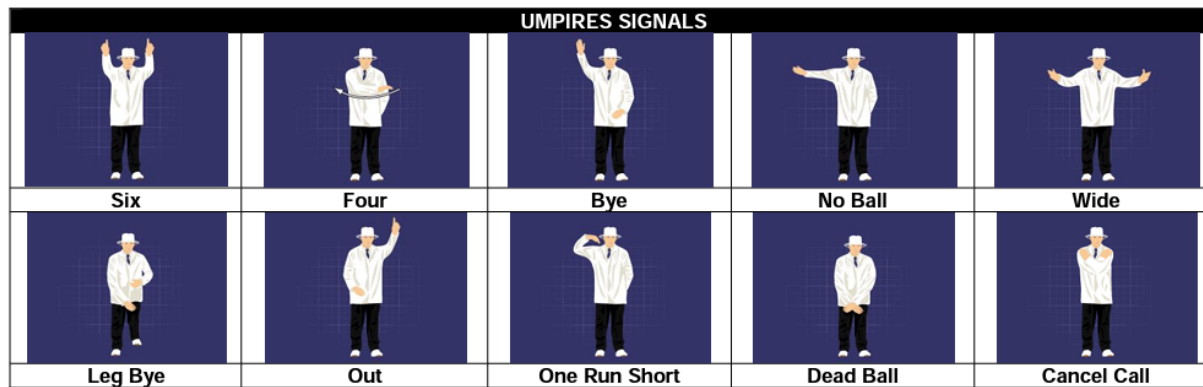 UMPIRES SIGNALS
Six Four Bye No Ball Wide
Leg Bye Out One Run Short Dead Ball Cancel Call